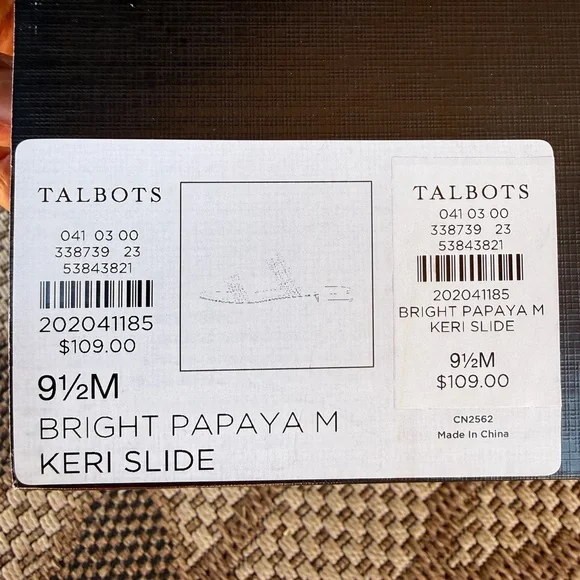 TALBOTS
041 03 00
338739 23
53843821
202041185
$109.00
9½M
BRIGHT PAPAYA M
KERI SLIDE
TALBOTS
041 03 00
338739 23
53843821
202041185
BRIGHT PAPAYA M
KERI SLIDE
9½M
$109.00
CN2562
Made In China